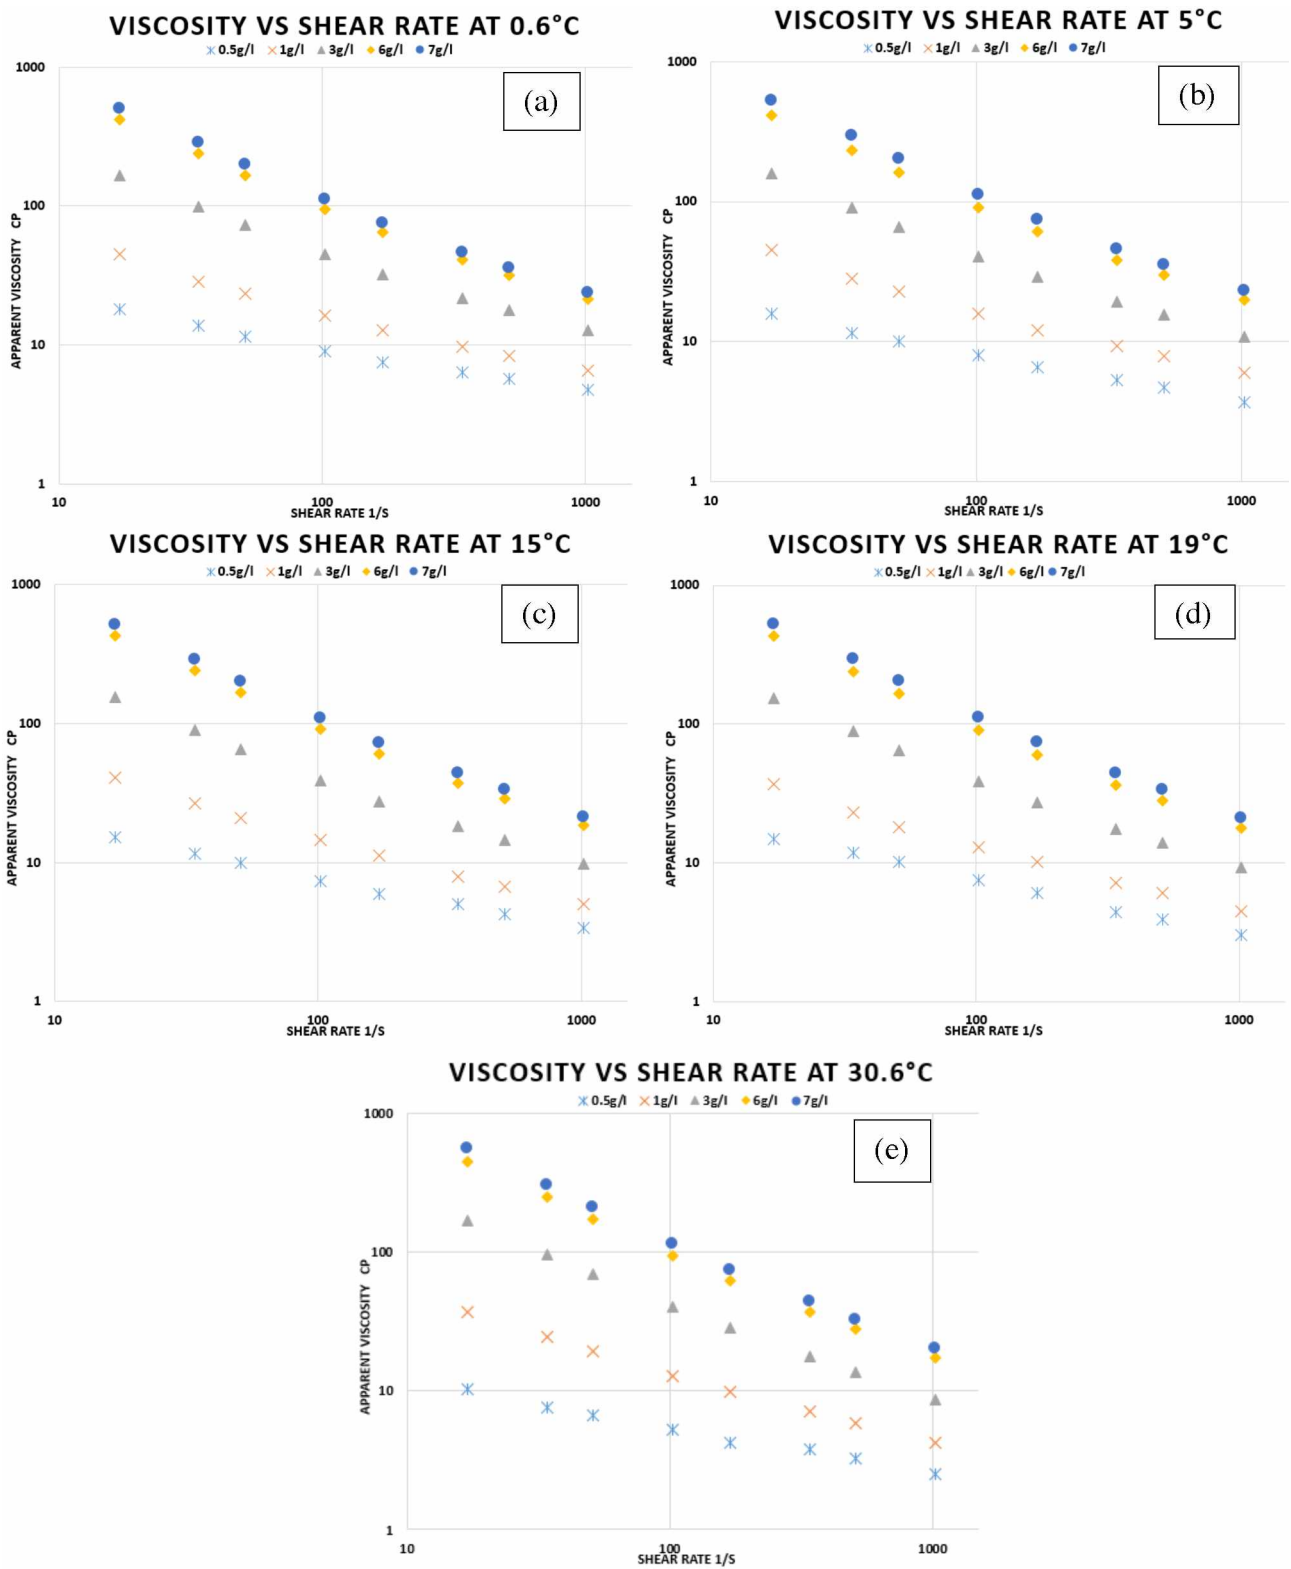 VISCOSITY VS SHEAR RATE AT 0.6°C
0.5g/l 1g/l 3g/l 6g/l 7g/l
(a)
1000
100
10
1
APPARENT VISCOSITY CP
10 100 1000
SHEAR RATE 1/S
VISCOSITY VS SHEAR RATE AT 5°C
0.5g/l 1g/l 3g/l 6g/l 7g/l
(b)
1000
100
10
1
APPARENT VISCOSITY CP
10 100 1000
SHEAR RATE 1/S
VISCOSITY VS SHEAR RATE AT 15°C
0.5g/l 1g/l 3g/l 6g/l 7g/l
(c)
1000
100
10
1
APPARENT VISCOSITY CP
10 100 1000
SHEAR RATE 1/S
VISCOSITY VS SHEAR RATE AT 19°C
0.5g/l 1g/l 3g/l 6g/l 7g/l
(d)
1000
100
10
1
APPARENT VISCOSITY CP
10 100 1000
SHEAR RATE 1/S
VISCOSITY VS SHEAR RATE AT 30.6°C
0.5g/l 1g/l 3g/l 6g/l 7g/l
(e)
1000
100
10
1
APPARENT VISCOSITY CP
10 100 1000
SHEAR RATE 1/S